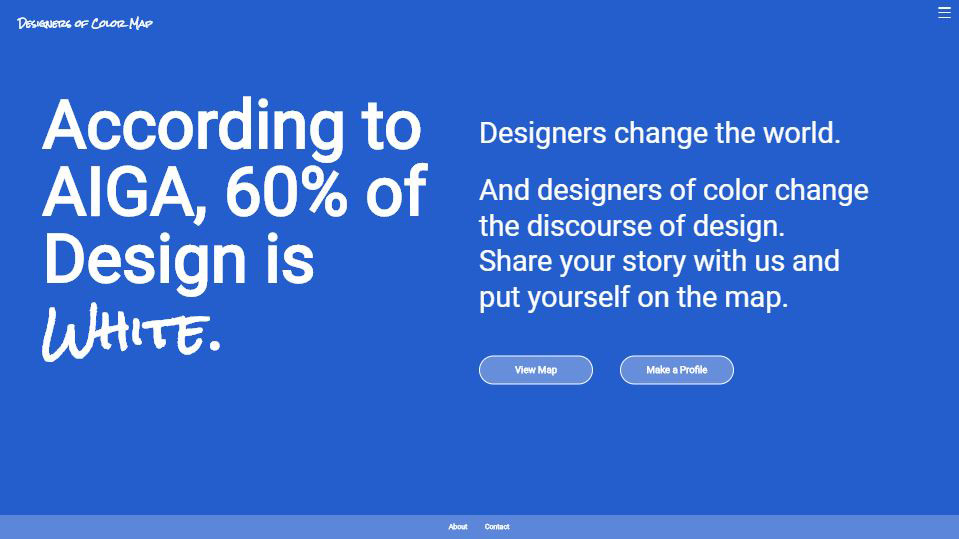 Designers of Color Map
According to
AIGA, 60% of
Design is
White.
Designers change the world.
And designers of color change
the discourse of design.
Share your story with us and
put yourself on the map.
View Map
Make a Profile
About
Contact